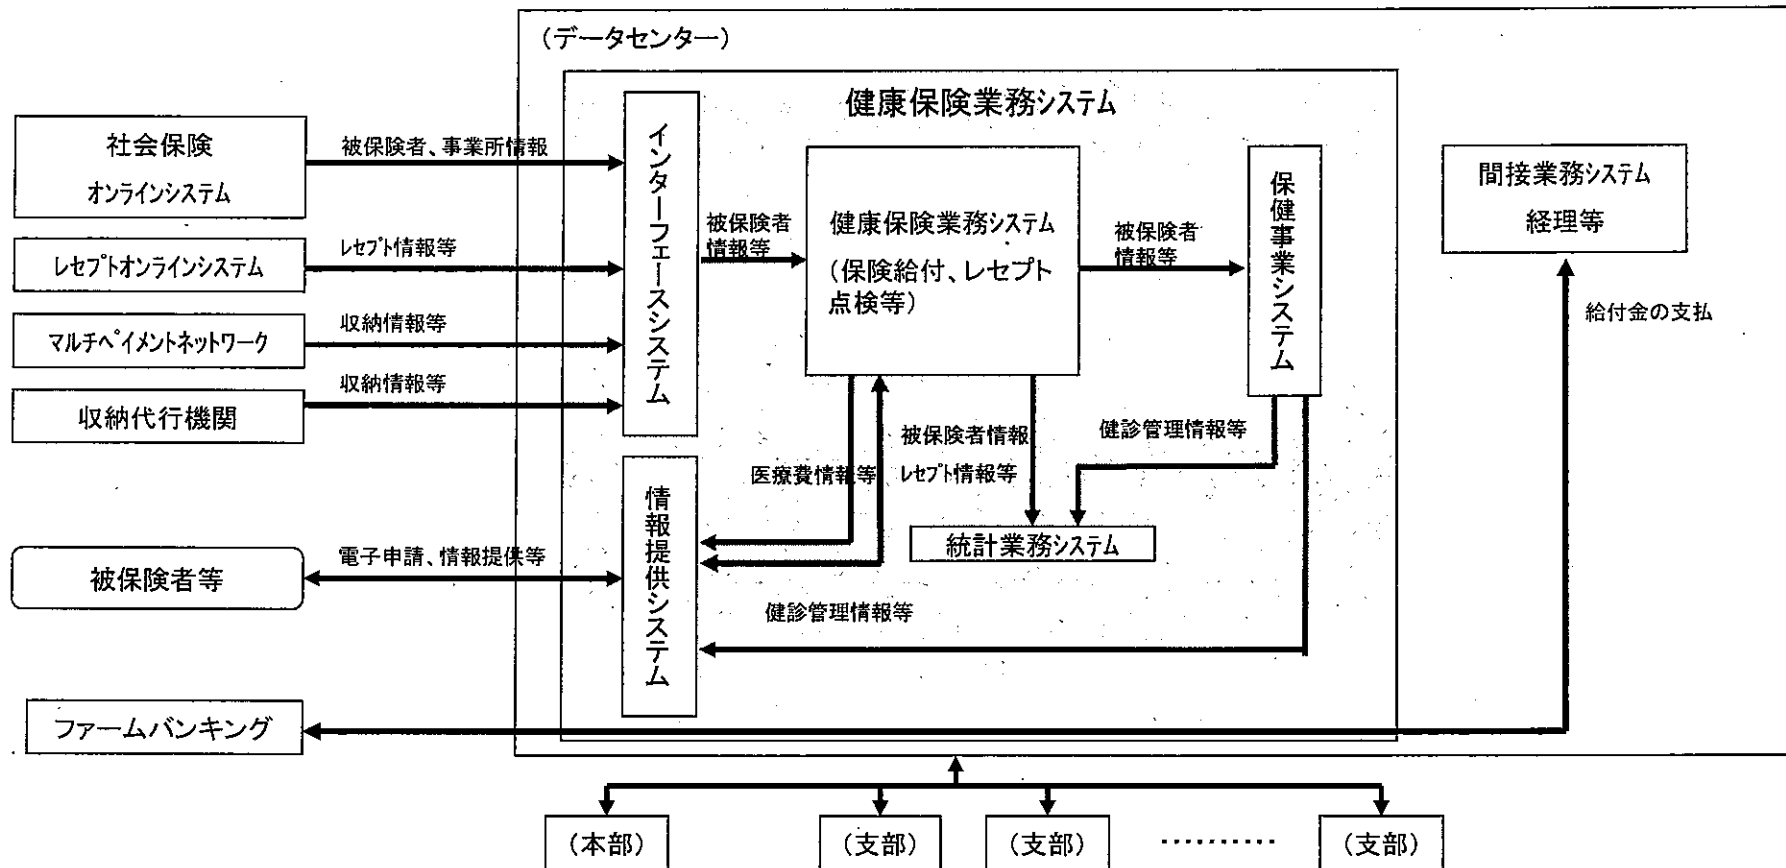 （データセンター）
健康保険業務システム
社会保険
オンラインシステム
被保険者、事業所情報
レセプトオンラインシステム
レセプト情報等
マルチペイメントネットワーク
収納情報等
収納代行機関
収納情報等
インターフェースシステム
被保険者
情報等
健康保険業務システム
（保険給付、レセプト
点検等）
被保険者
情報等
保健事業システム
間接業務システム
経理等
給付金の支払
医療費情報等
被保険者情報
レセプト情報等
健診管理情報等
統計業務システム
被保険者等
電子申請、情報提供等
情報提供システム
健診管理情報等
ファームバンキング
（本部）
（支部）
（支部）
………
（支部）